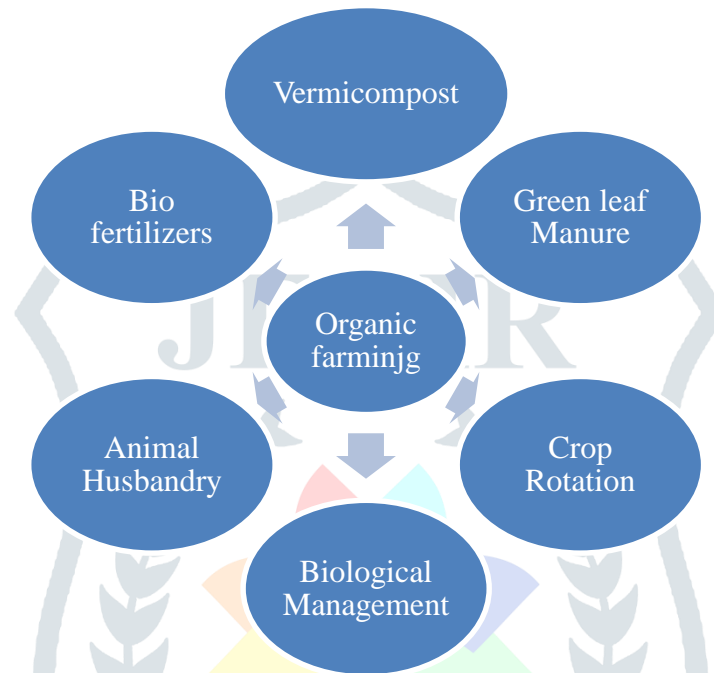 Vermicompost
Bio
fertilizers
Green leaf
Manure
Organic
farminjg
Animal
Husbandry
Crop
Rotation
Biological
Management